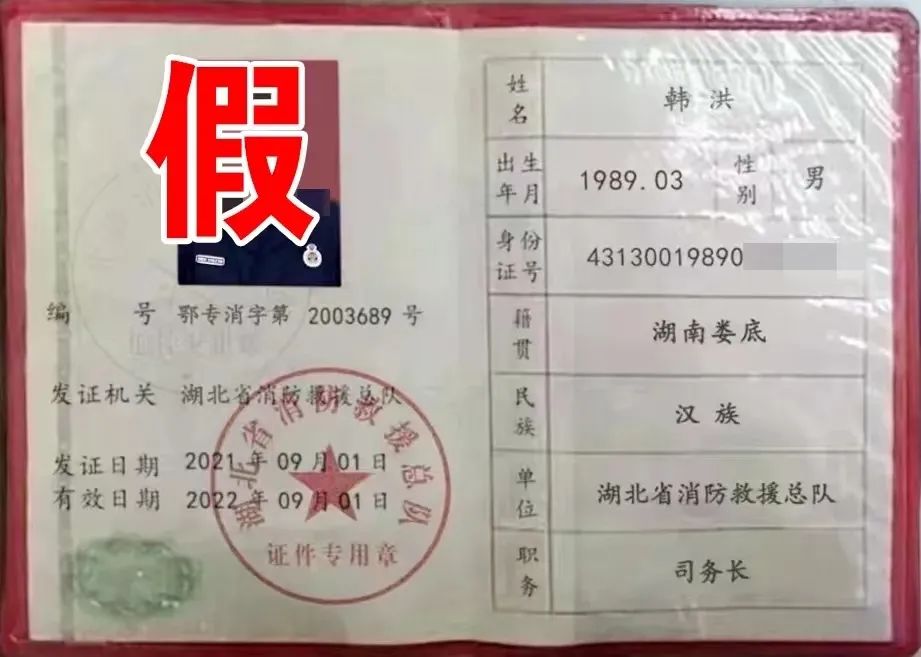 假
编 号 鄂专消字第 2003689 号
发证机关 湖北省消防救援总队
发证日期 2021 年 09 月 01 日
有效日期 2022 年 09 月 01 日
湖北省消防救援总队
证件专用章
姓名 韩洪
出生年月 1989.03 性别 男
身份证号 43130019890
籍贯 湖南娄底
民族 汉族
单位 湖北省消防救援总队
职务 司务长